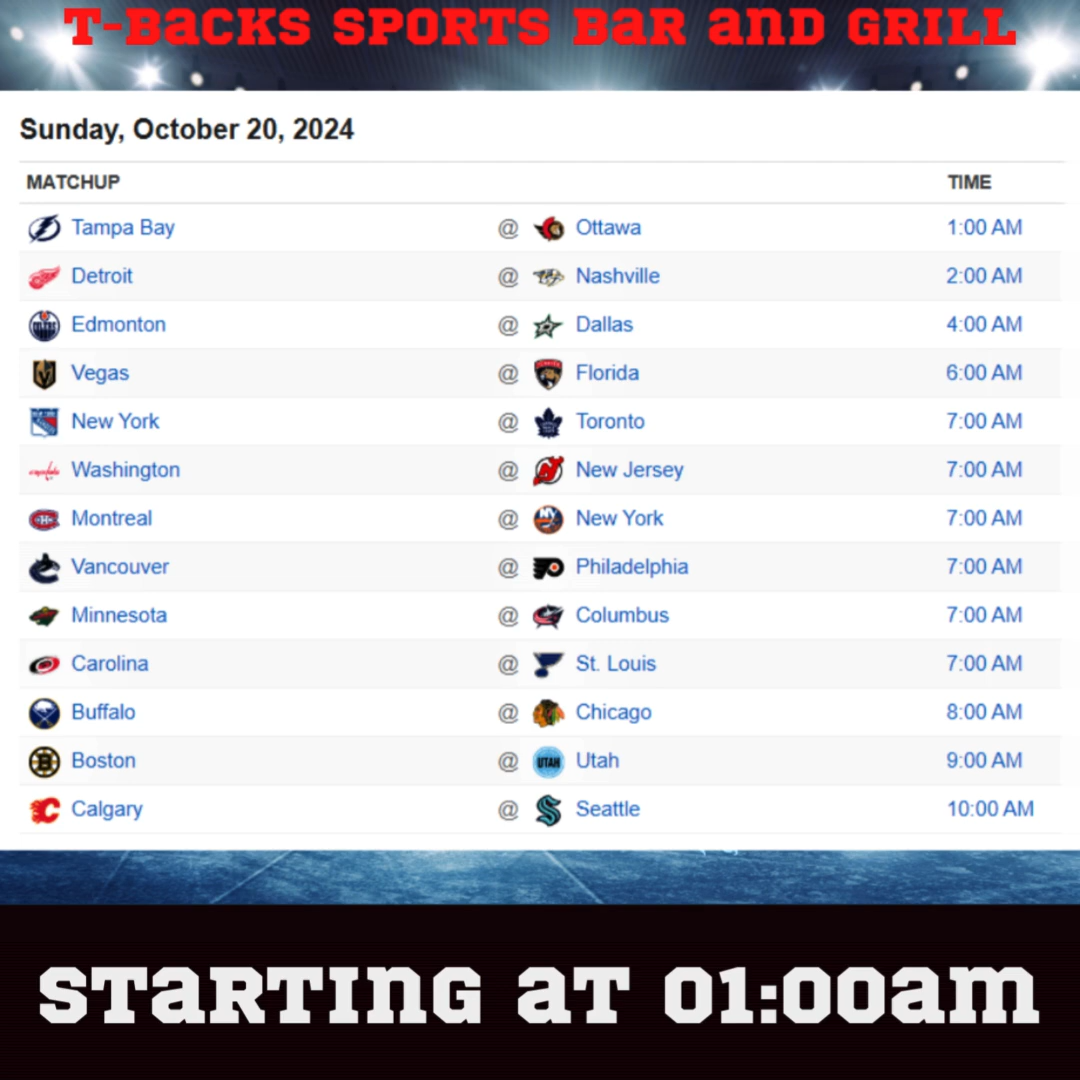 T-BACKS SPORTS BAR AND GRILL
Sunday, October 20, 2024
MATCHUP TIME
Tampa Bay @ Ottawa 1:00 AM
Detroit @ Nashville 2:00 AM
Edmonton @ Dallas 4:00 AM
Vegas @ Florida 6:00 AM
New York @ Toronto 7:00 AM
Washington @ New Jersey 7:00 AM
Montreal @ New York 7:00 AM
Vancouver @ Philadelphia 7:00 AM
Minnesota @ Columbus 7:00 AM
Carolina @ St. Louis 7:00 AM
Buffalo @ Chicago 8:00 AM
Boston @ UTAH Utah 9:00 AM
Calgary @ Seattle 10:00 AM
STARTING AT 01:00am